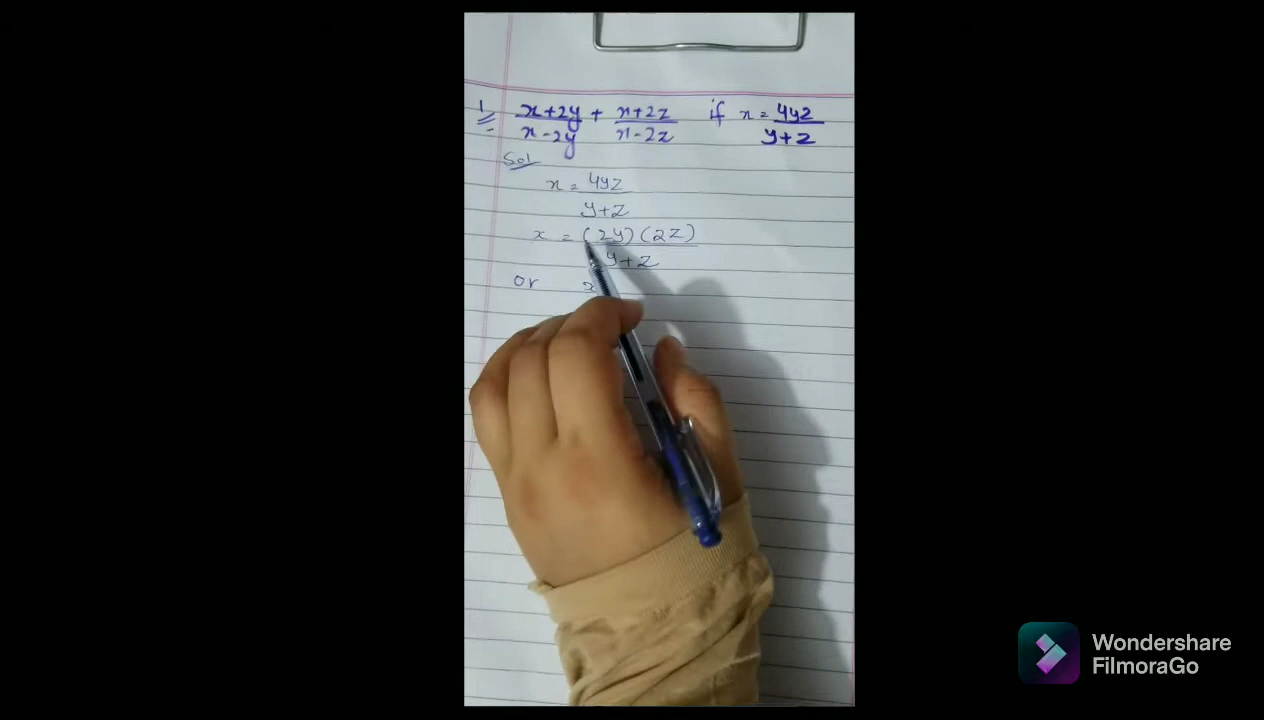 1 x+2y/x-2y + x+2z/x-2z if x = 4yz/y+z
Sol
x = 4yz/y+z
x = (2y)(2z)/y+z
or x
Wondershare
FilmoraGo